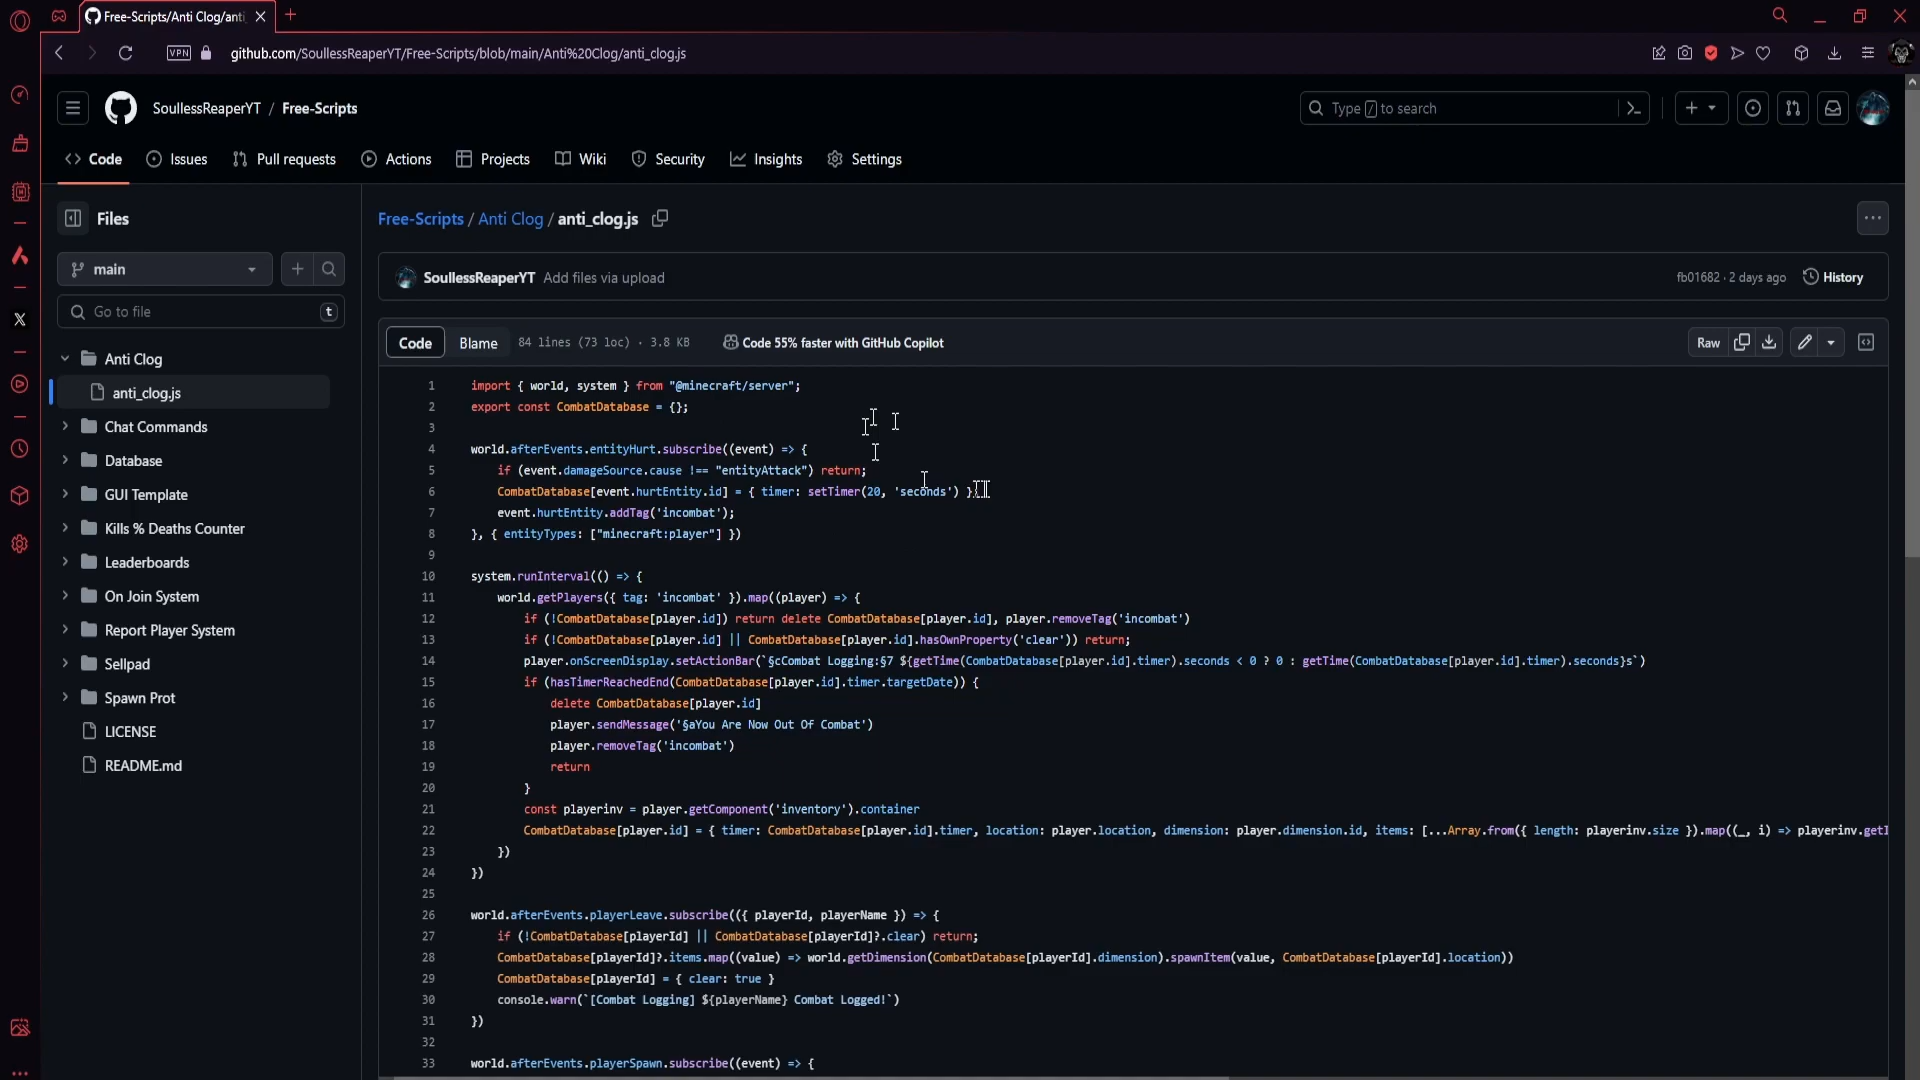 Free-Scripts/Anti Clog/anti
VPN
github.com/SoullessReaperYT/Free-Scripts/blob/main/Anti%20Clog/anti_clog.js
SoullessReaperYT / Free-Scripts
Type / to search
Code Issues Pull requests Actions Projects Wiki Security Insights Settings
Files
Free-Scripts / Anti Clog / anti_clog.js
main
SoullessReaperYT Add files via upload
fb01682 · 2 days ago History
Go to file t
Code Blame 84 lines (73 loc) · 3.8 KB Code 55% faster with GitHub Copilot Raw
Anti Clog
anti_clog.js
Chat Commands
Database
GUI Template
Kills % Deaths Counter
Leaderboards
On Join System
Report Player System
Sellpad
Spawn Prot
LICENSE
README.md
1 import { world, system } from "@minecraft/server";
2 export const CombatDatabase = {};
3
4 world.afterEvents.entityHurt.subscribe((event) => {
5 if (event.damageSource.cause !== "entityAttack") return;
6 CombatDatabase[event.hurtEntity.id] = { timer: setTimer(20, 'seconds') }
7 event.hurtEntity.addTag('incombat');
8 }, { entityTypes: ["minecraft:player"] })
9
10 system.runInterval(() => {
11 world.getPlayers({ tag: 'incombat' }).map((player) => {
12 if (!CombatDatabase[player.id]) return delete CombatDatabase[player.id], player.removeTag('incombat')
13 if (!CombatDatabase[player.id] || CombatDatabase[player.id].hasOwnProperty('clear')) return;
14 player.onScreenDisplay.setActionBar(`§cCombat Logging:§7 ${getTime(CombatDatabase[player.id].timer).seconds < 0 ? 0 : getTime(CombatDatabase[player.id].timer).seconds}s`)
15 if (hasTimerReachedEnd(CombatDatabase[player.id].timer.targetDate)) {
16 delete CombatDatabase[player.id]
17 player.sendMessage('§aYou Are Now Out Of Combat')
18 player.removeTag('incombat')
19 return
20 }
21 const playerinv = player.getComponent('inventory').container
22 CombatDatabase[player.id] = { timer: CombatDatabase[player.id].timer, location: player.location, dimension: player.dimension.id, items: [...Array.from({ length: playerinv.size }).map((_, i) => playerinv.getI
23 })
24 })
25
26 world.afterEvents.playerLeave.subscribe(({ playerId, playerName }) => {
27 if (!CombatDatabase[playerId] || CombatDatabase[playerId]?.clear) return;
28 CombatDatabase[playerId]?.items.map((value) => world.getDimension(CombatDatabase[playerId].dimension).spawnItem(value, CombatDatabase[playerId].location))
29 CombatDatabase[playerId] = { clear: true }
30 console.warn(`[Combat Logging] ${playerName} Combat Logged!`)
31 })
32
33 world.afterEvents.playerSpawn.subscribe((event) => {